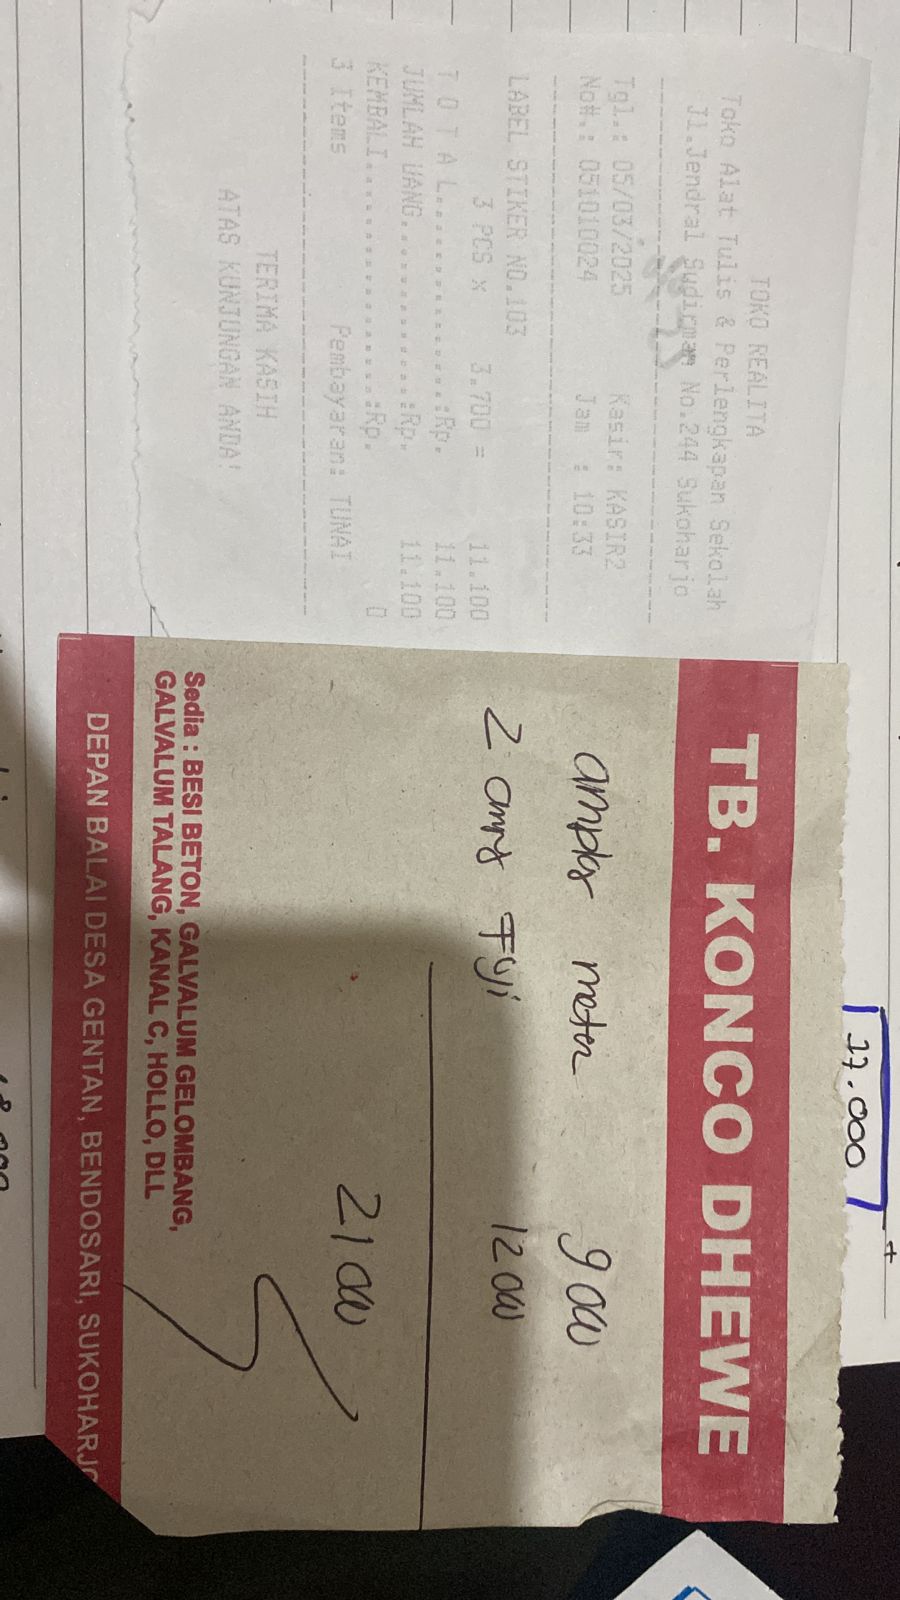 TOKO REALITA
Toko Alat Tulis & Perlengkapan Sekolah
Jl.Jendral Sudirman No.244 Sukoharjo
Tgl.: 05/03/2025 Kasir: KASIR2
No#.: 051010024 Jam : 10:33
LABEL STIKER NO.103
3 PCS x 3.700 = 11.100
T O T A L..............:Rp. 11.100
JUMLAH UANG............:Rp. 11.100
KEMBALI................:Rp. 0
3 Items Pembayaran: TUNAI
TERIMA KASIH
ATAS KUNJUNGAN ANDA!
17.000
+
TB. KONCO DHEWE
amplas meter 9000
2 amps Fuji 12000
21000
Sedia : BESI BETON, GALVALUM GELOMBANG,
GALVALUM TALANG, KANAL C, HOLLO, DLL
DEPAN BALAI DESA GENTAN, BENDOSARI, SUKOHARJO